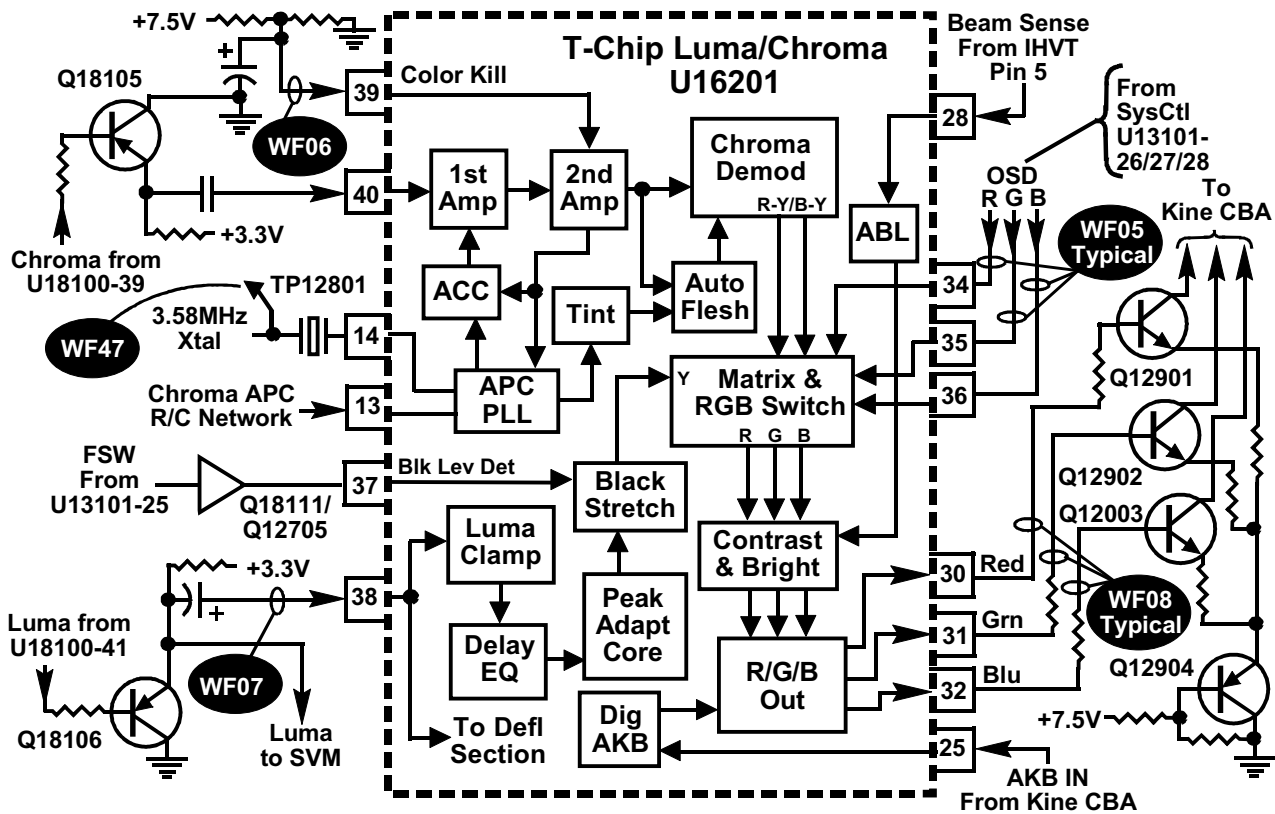 +7.5V
Q18105
+
39
Color Kill
WF06
40
+3.3V
Chroma from
U18100-39
TP12801
3.58MHz
Xtal
WF47
14
Chroma APC
R/C Network
13
FSW
From
U13101-25
Q18111/
Q12705
37
Blk Lev Det
+3.3V
+
38
Luma from
U18100-41
WF07
Q18106
Luma
to SVM
T-Chip Luma/Chroma
U16201
1st
Amp
2nd
Amp
Chroma
Demod
R-Y/B-Y
ABL
ACC
Tint
Auto
Flesh
APC
PLL
Y
Matrix &
RGB Switch
R G B
Black
Stretch
Luma
Clamp
Contrast
& Bright
Peak
Adapt
Core
Delay
EQ
R/G/B
Out
Dig
AKB
To Defl
Section
Beam Sense
From IHVT
Pin 5
28
From
SysCtl
U13101-
26/27/28
OSD
R G B
To
Kine CBA
WF05
Typical
34
35
36
Q12901
Q12902
Q12003
30
Red
31
Grn
32
Blu
WF08
Typical
Q12904
+7.5V
25
AKB IN
From Kine CBA